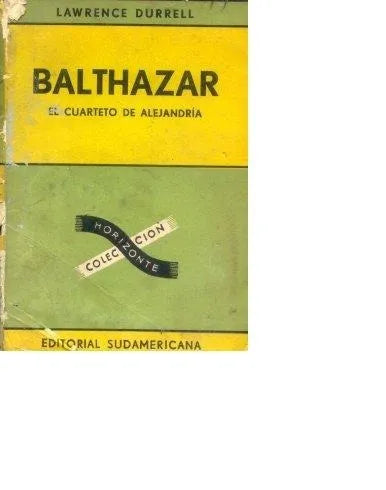 LAWRENCE DURRELL
BALTHAZAR
EL CUARTETO DE ALEJANDRÍA
HORIZONTE
COLECCION
EDITORIAL SUDAMERICANA